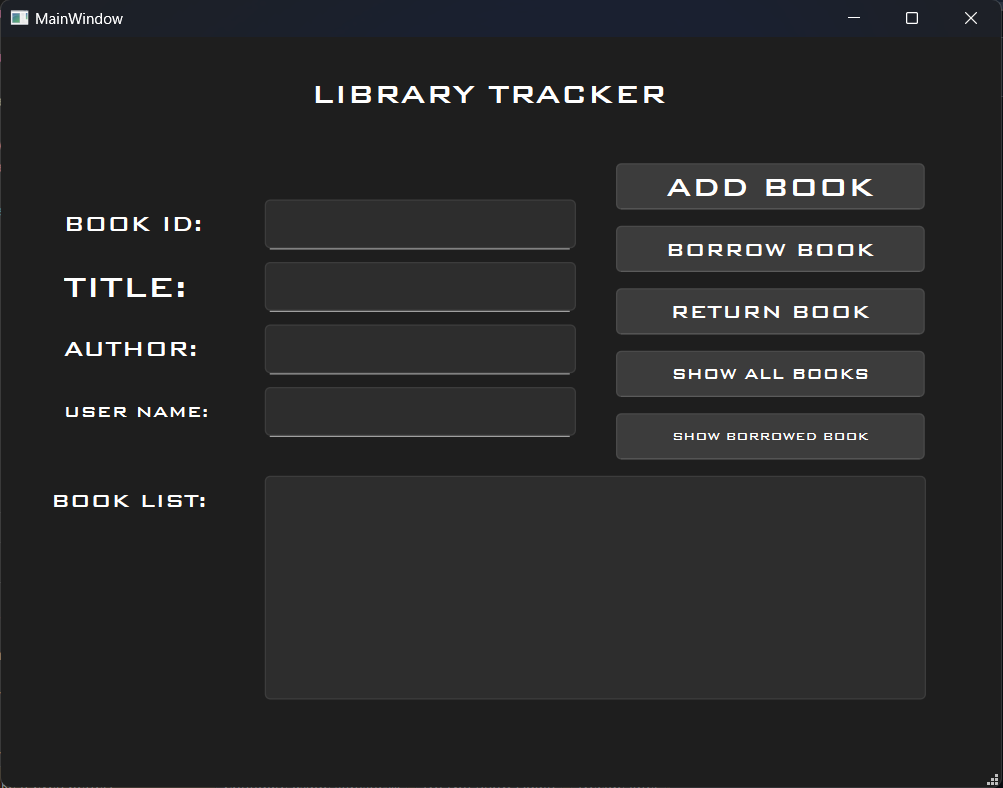 MainWindow
LIBRARY TRACKER
ADD BOOK
BOOK ID:
BORROW BOOK
TITLE:
RETURN BOOK
AUTHOR:
SHOW ALL BOOKS
USER NAME:
SHOW BORROWED BOOK
BOOK LIST: